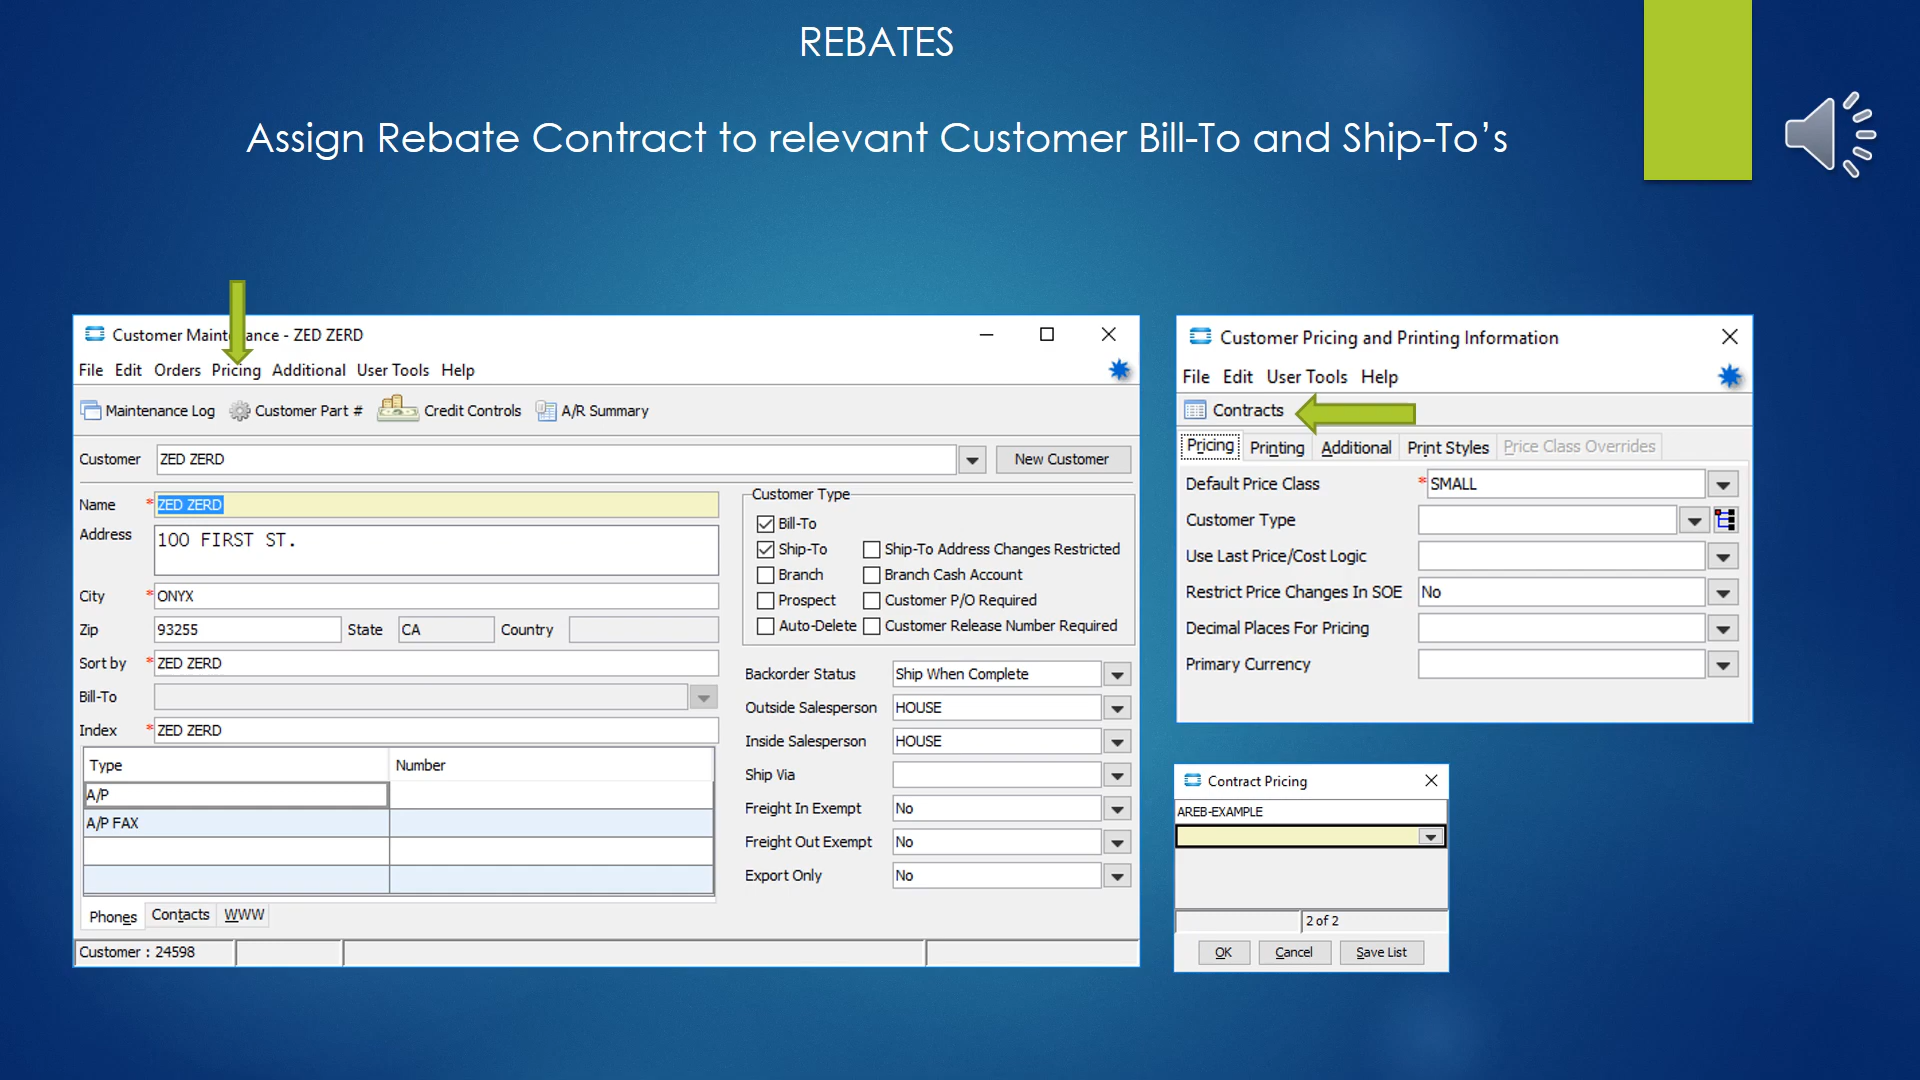 REBATES
Assign Rebate Contract to relevant Customer Bill-To and Ship-To’s
Customer Mainte ance - ZED ZERD
File Edit Orders Pricing Additional User Tools Help
Maintenance Log Customer Part # Credit Controls A/R Summary
Customer ZED ZERD New Customer
Name * ZED ZERD
Address 100 FIRST ST.
City * ONYX
Zip 93255 State CA Country
Sort by * ZED ZERD
Bill-To
Index * ZED ZERD
Type Number
A/P
A/P FAX
Phones Contacts WWW
Customer : 24598
Customer Type
Bill-To
Ship-To Ship-To Address Changes Restricted
Branch Branch Cash Account
Prospect Customer P/O Required
Auto-Delete Customer Release Number Required
Backorder Status Ship When Complete
Outside Salesperson HOUSE
Inside Salesperson HOUSE
Ship Via
Freight In Exempt No
Freight Out Exempt No
Export Only No
Customer Pricing and Printing Information
File Edit User Tools Help
Contracts
Pricing Printing Additional Print Styles Price Class Overrides
Default Price Class * SMALL
Customer Type
Use Last Price/Cost Logic
Restrict Price Changes In SOE No
Decimal Places For Pricing
Primary Currency
Contract Pricing
AREB-EXAMPLE
2 of 2
OK Cancel Save List